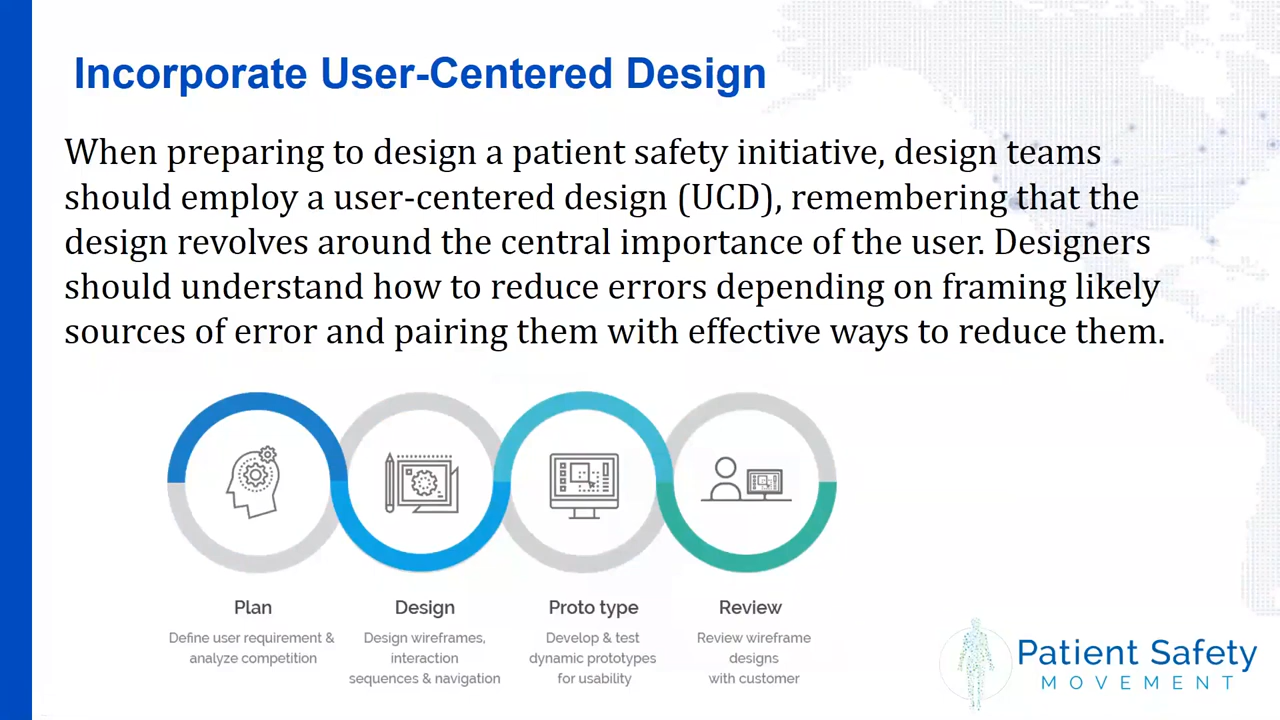 Incorporate User-Centered Design
When preparing to design a patient safety initiative, design teams
should employ a user-centered design (UCD), remembering that the
design revolves around the central importance of the user. Designers
should understand how to reduce errors depending on framing likely
sources of error and pairing them with effective ways to reduce them.
Plan
Define user requirement &
analyze competition
Design
Design wireframes,
interaction
sequences & navigation
Proto type
Develop & test
dynamic prototypes
for usability
Review
Review wireframe
designs
with customer
Patient Safety
MOVEMENT